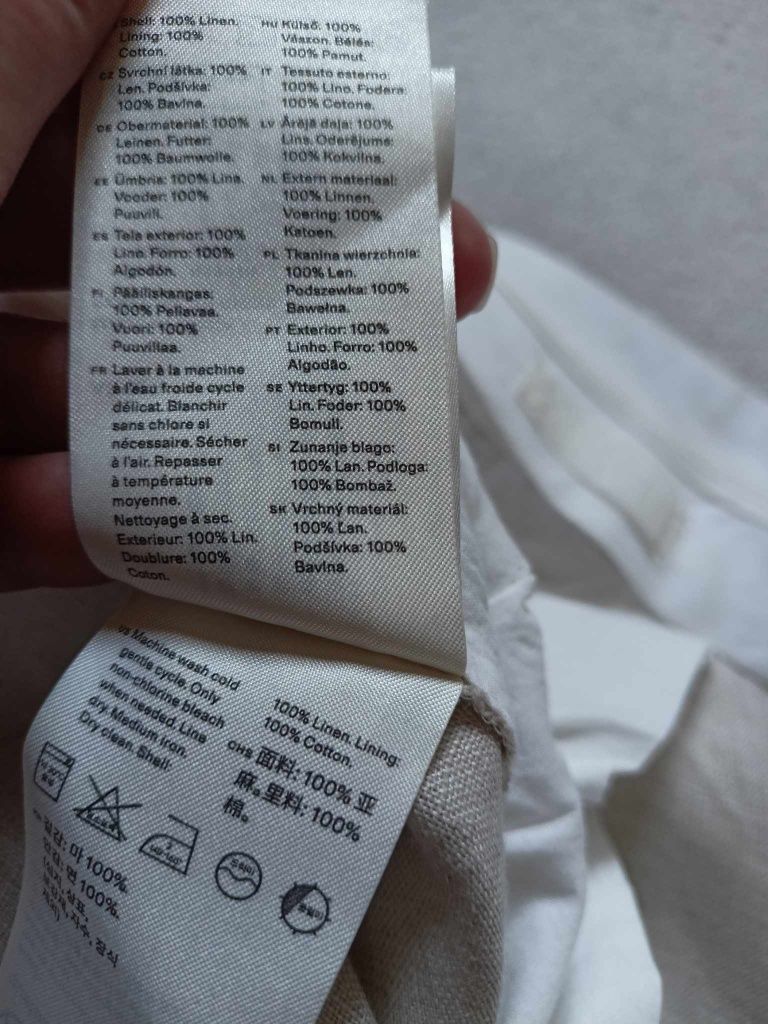 Shell: 100% Linen.
Lining: 100%
Cotton.
CZ Svrchní látka: 100%
Len. Podšívka:
100% Bavlna.
DE Obermaterial: 100%
Leinen. Futter:
100% Baumwolle.
EE Ümbris: 100% Lina.
Vooder: 100%
Puuvill.
ES Tela exterior: 100%
Lino. Forro: 100%
Algodón.
FI Pääliskangas.
100% Pellavaa.
Vuori: 100%
Puuvillaa.
FR Laver à la machine
à l'eau froide cycle
délicat. Blanchir
sans chlore si
nécessaire. Sécher
à l'air. Repasser
à température
moyenne.
Nettoyage à sec.
Exterieur: 100% Lin.
Doublure: 100%
Coton.
HU Külső: 100%
Vászon. Bélés:
100% Pamut.
IT Tessuto esterno:
100% Lino. Fodera
100% Cotone.
LV Ārējā daļa: 100%
Lins. Oderējums:
100% Kokvilna.
NL Extern materiaal:
100% Linnen.
Voering: 100%
Katoen.
PL Tkanina wierzchnia:
100% Len.
Podszewka: 100%
Bawełna.
PT Exterior: 100%
Linho. Forro: 100%
Algodão.
SE Yttertyg: 100%
Lin. Foder: 100%
Bomull.
SI Zunanje blago:
100% Lan. Podloga:
100% Bombaž.
SK Vrchný materiál:
100% Ľan.
Podšívka: 100%
Bavlna.
US Machine wash cold
gentle cycle. Only
non-chlorine bleach
when needed. Line
dry. Medium iron.
Dry clean. Shell:
100% Linen. Lining:
100% Cotton.
CHS 面料: 100% 亚
麻。里料: 100%
棉。
겉감: 마 100%.
안감: 면 100%.